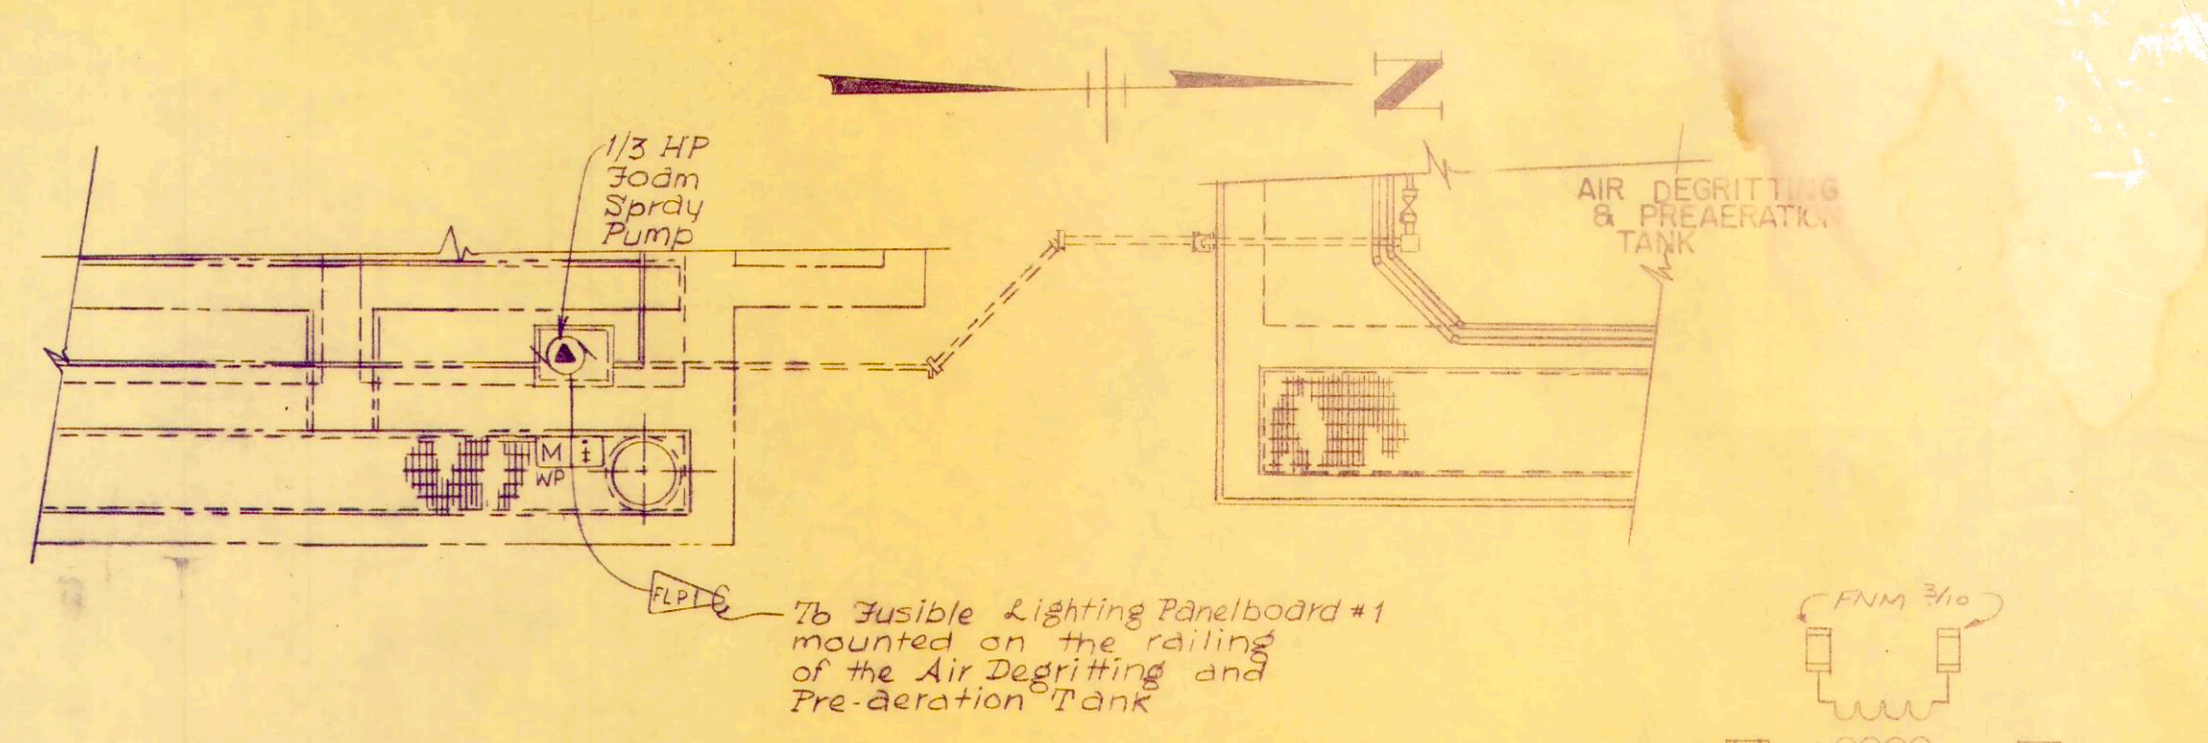 N
1/3 HP
Foam
Spray
Pump
AIR DEGRITTING
& PREAERATION
TANK
M
WP
FLP1
To Fusible Lighting Panelboard #1
mounted on the railing
of the Air Degritting and
Pre-aeration Tank
FNM 3/10